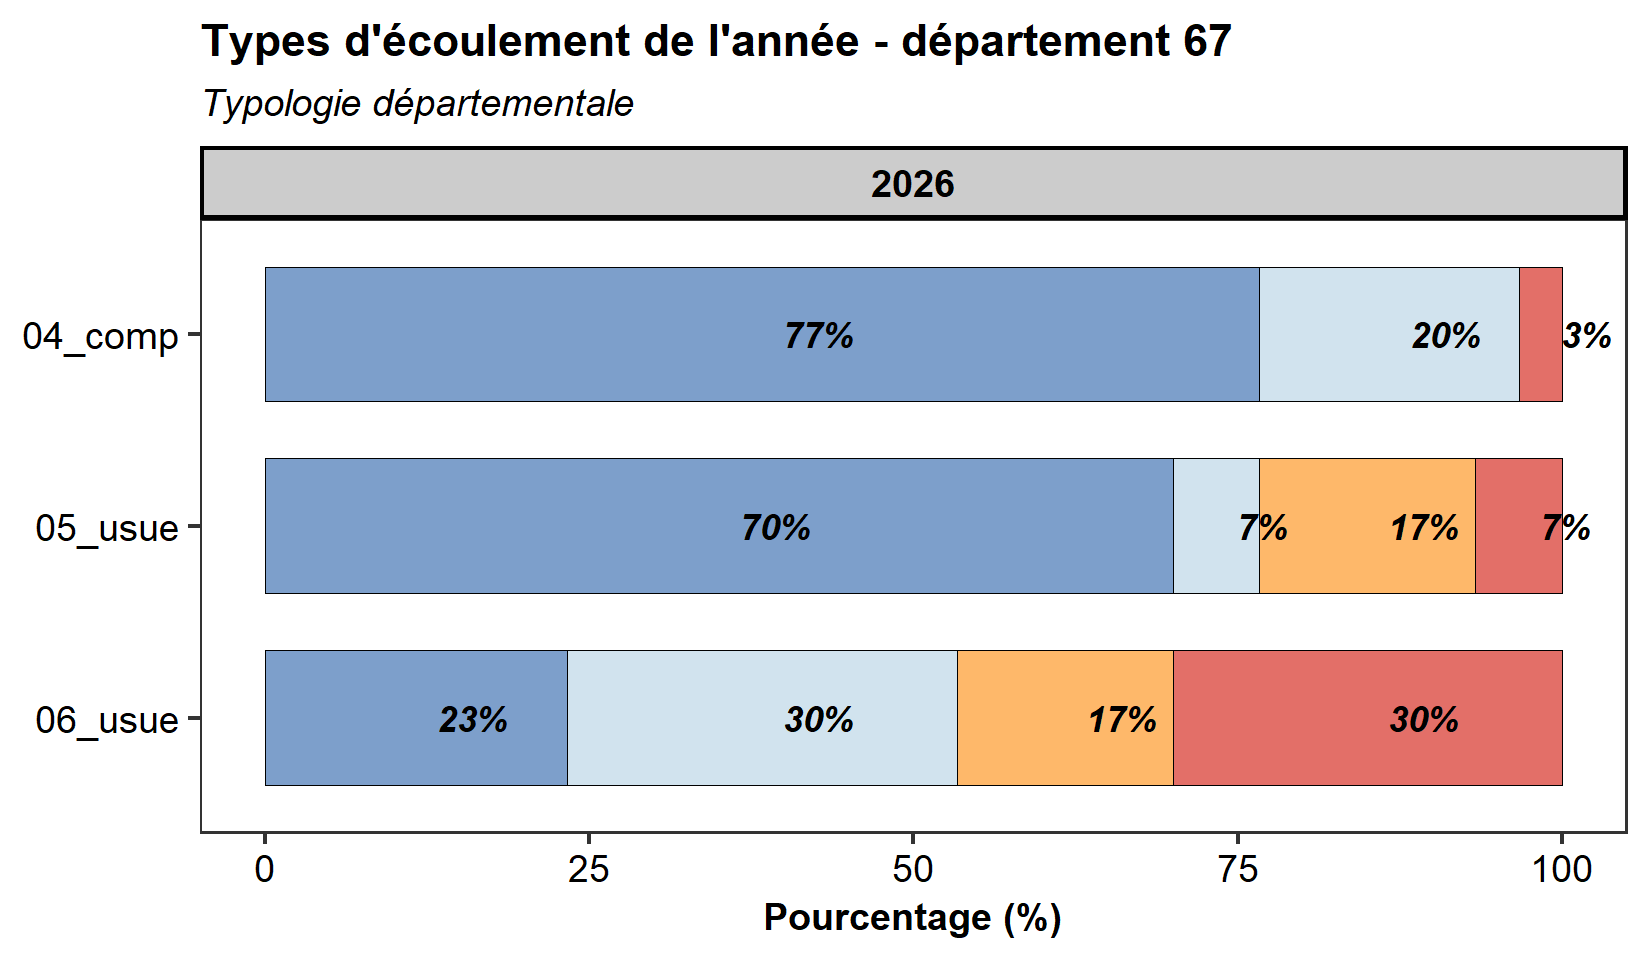 Types d'écoulement de l'année - département 67
Typologie départementale
2026
04_comp 77% 20% 3%
05_usue 70% 7% 17% 7%
06_usue 23% 30% 17% 30%
0 25 50 75 100
Pourcentage (%)